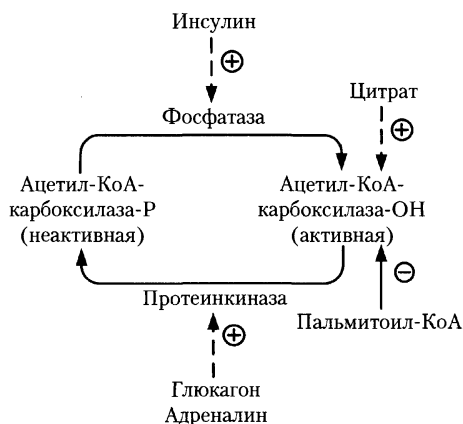 Инсулин
+
Фосфатаза
Цитрат
+
Ацетил-КоА-
карбоксилаза-Р
(неактивная)
Ацетил-КоА-
карбоксилаза-ОН
(активная)
−
Протеинкиназа
Пальмитоил-КоА
+
Глюкагон
Адреналин